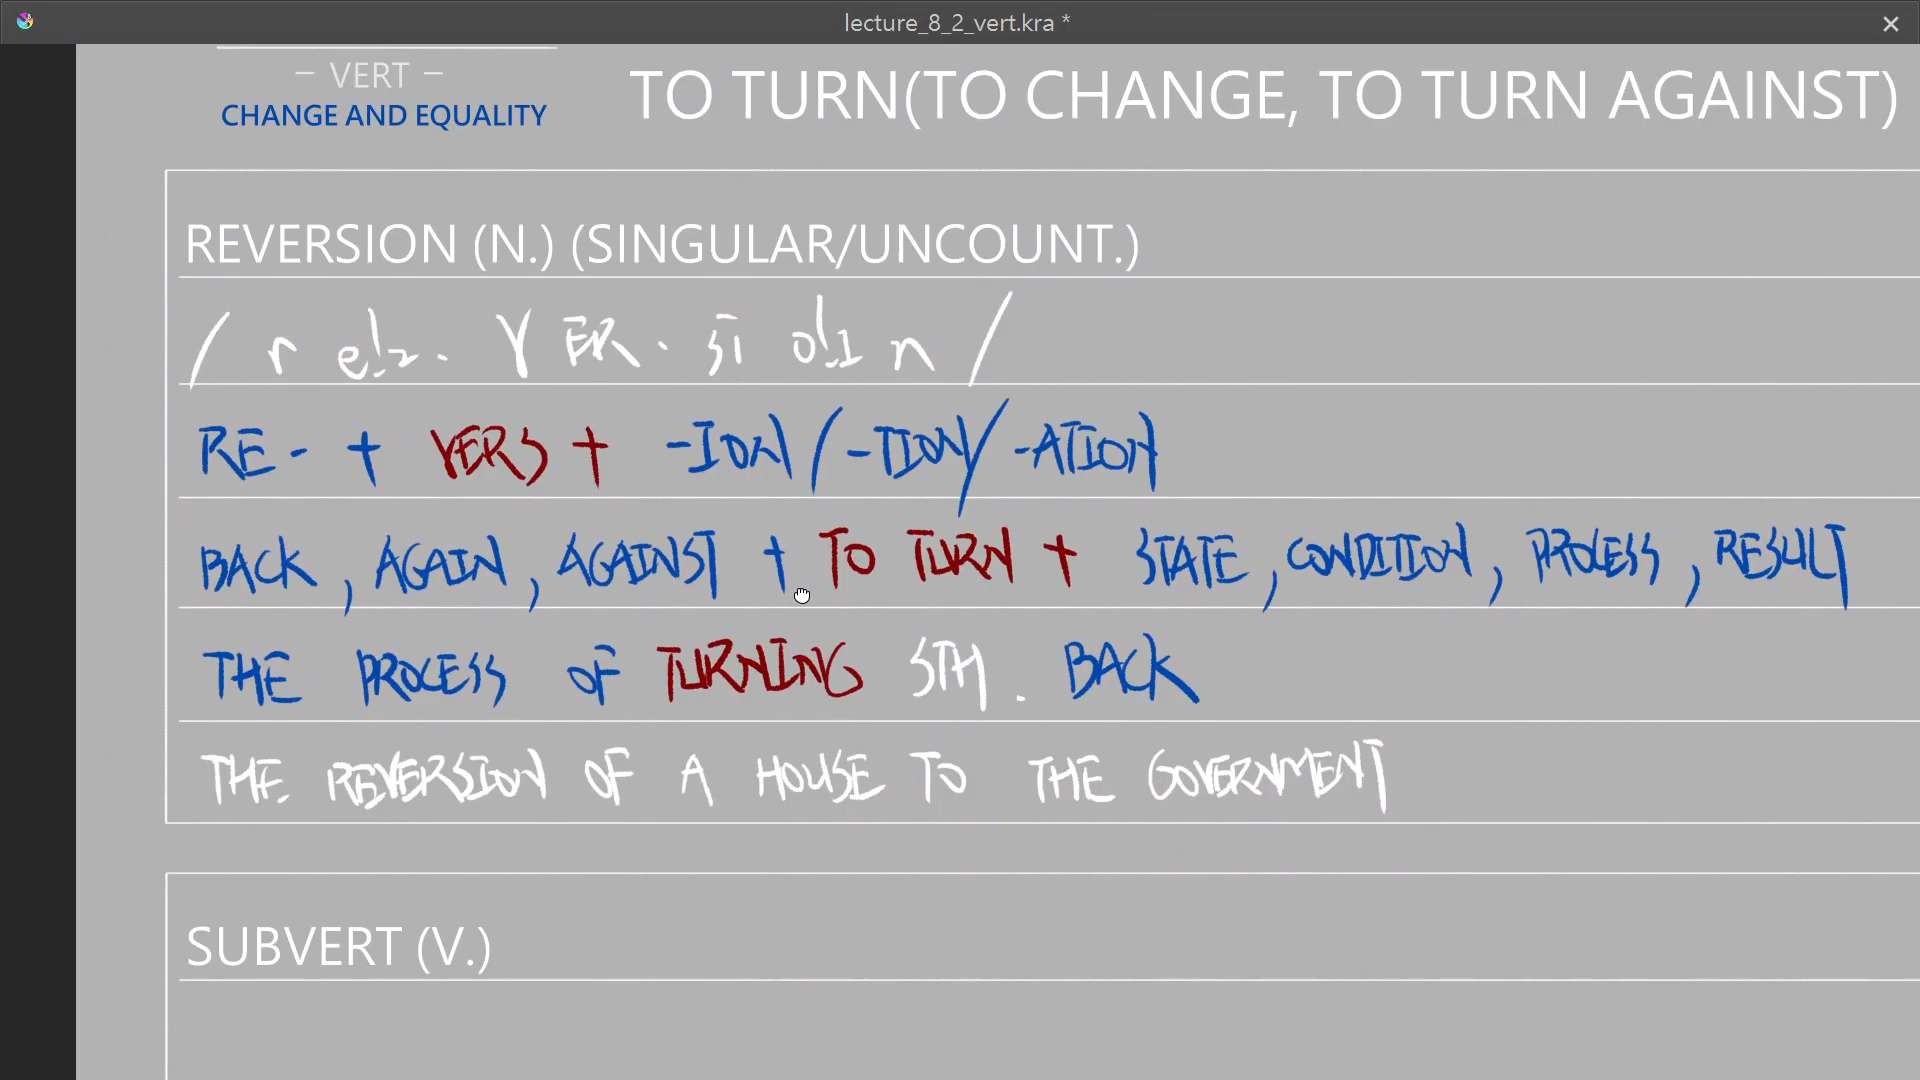 lecture_8_2_vert.kra *
– VERT –
CHANGE AND EQUALITY
TO TURN(TO CHANGE, TO TURN AGAINST)
REVERSION (N.) (SINGULAR/UNCOUNT.)
RE- + VERS + -ION/-TION/-ATION
BACK, AGAIN, AGAINST + TO TURN + STATE, CONDITION, PROCESS, RESULT
THE PROCESS OF TURNING STH. BACK
THE REVERSION OF A HOUSE TO THE GOVERNMENT
SUBVERT (V.)